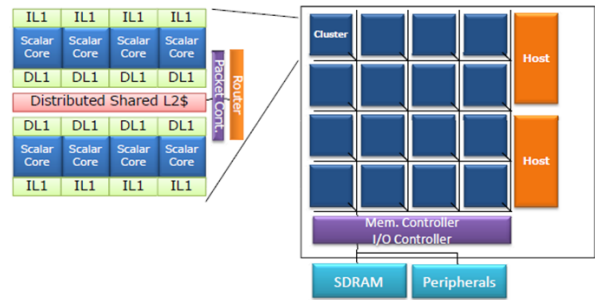 IL1 IL1 IL1 IL1
Scalar Core Scalar Core Scalar Core Scalar Core
DL1 DL1 DL1 DL1
Distributed Shared L2$
DL1 DL1 DL1 DL1
Scalar Core Scalar Core Scalar Core Scalar Core
IL1 IL1 IL1 IL1
Packet Cont.
Router
Cluster
Host
Host
Mem. Controller
I/O Controller
SDRAM
Peripherals